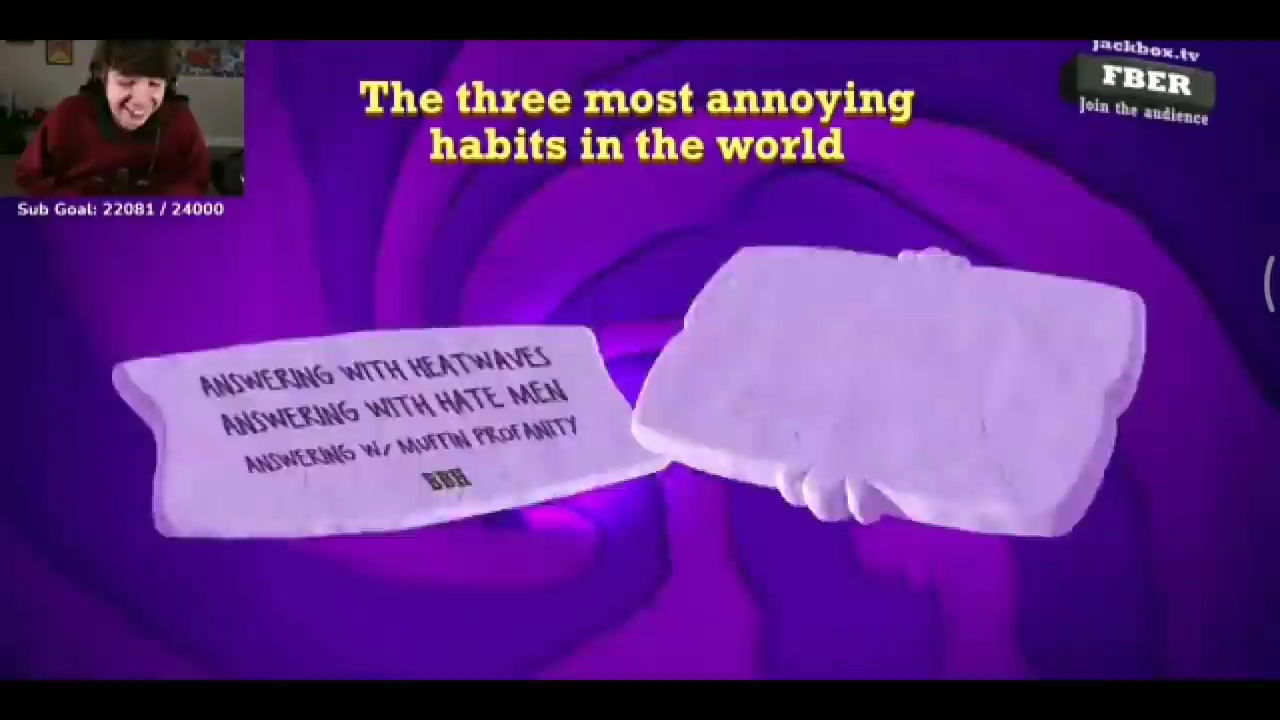 jackbox.tv
FBER
Join the audience
The three most annoying
habits in the world
Sub Goal: 22081 / 24000
ANSWERING WITH HEATWAVES
ANSWERING WITH HATE MEN
ANSWERING W/ MUFFIN PROFANITY
BBH